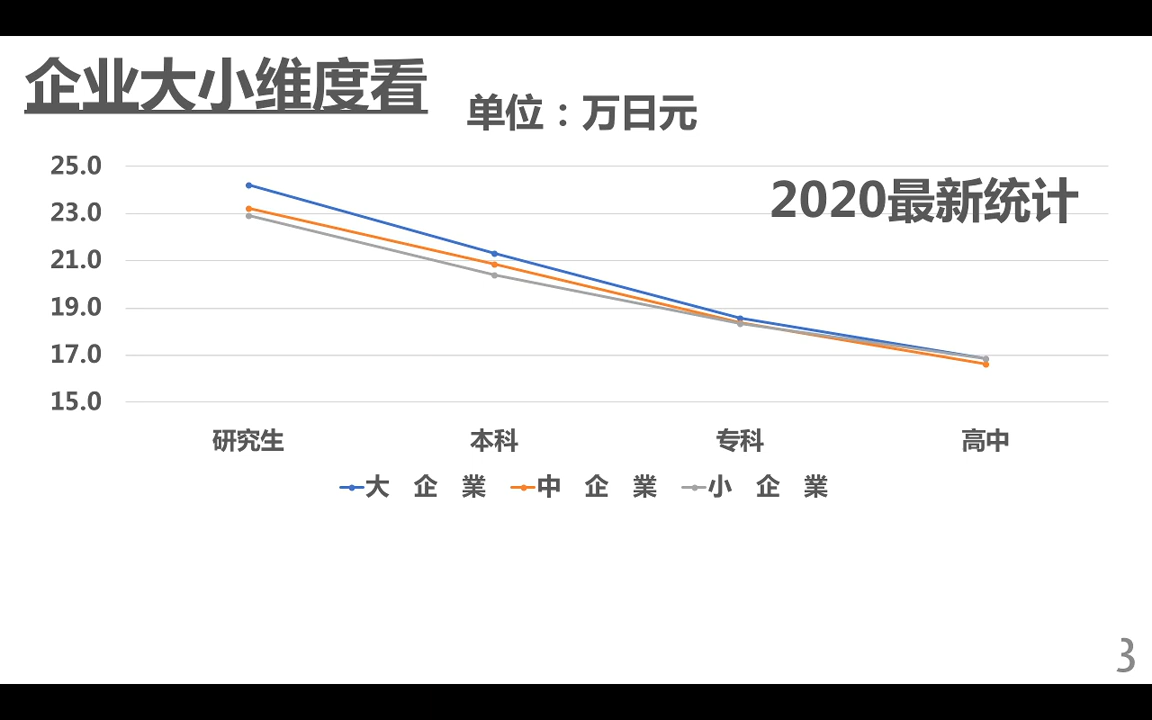 企业大小维度看
单位：万日元
2020最新统计
25.0
23.0
21.0
19.0
17.0
15.0
研究生 本科 专科 高中
大 企 業 中 企 業 小 企 業
3